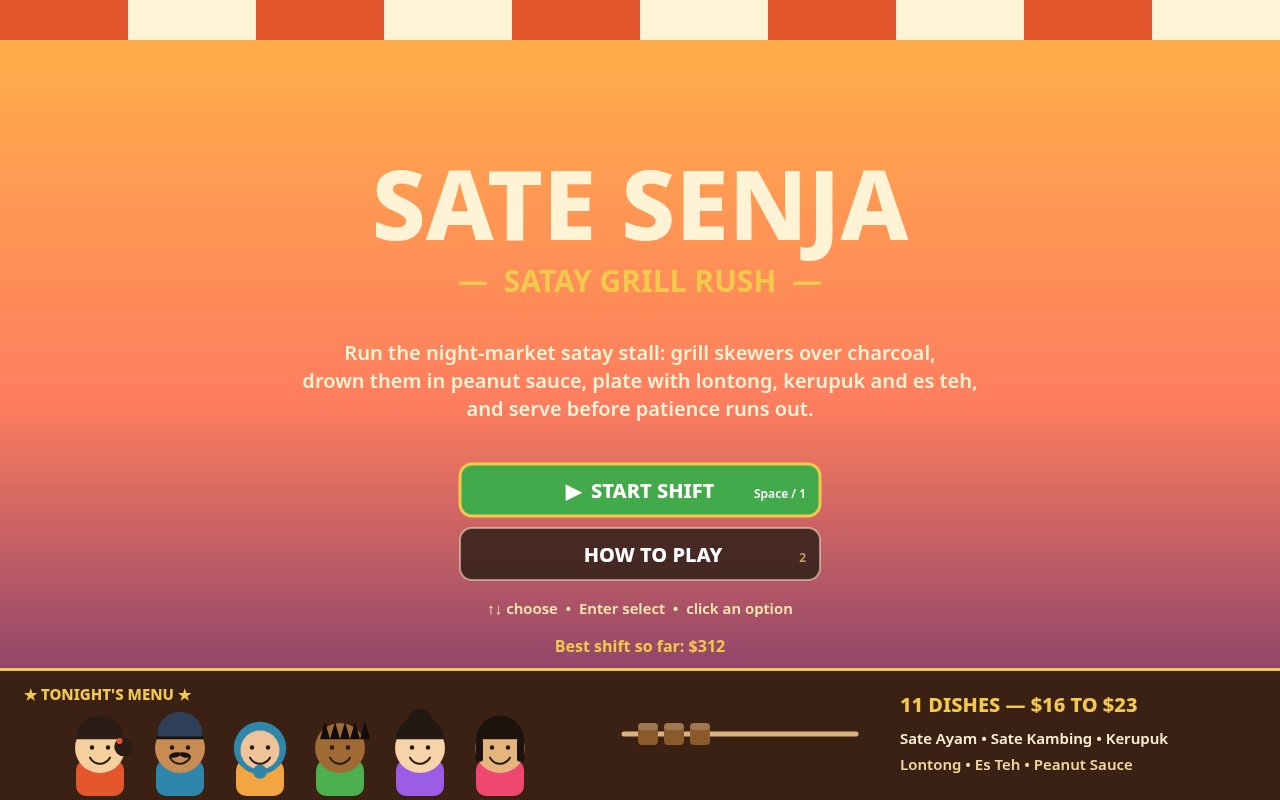 SATE SENJA
— SATAY GRILL RUSH —
Run the night-market satay stall: grill skewers over charcoal,
drown them in peanut sauce, plate with lontong, kerupuk and es teh,
and serve before patience runs out.
▶ START SHIFT Space / 1
HOW TO PLAY 2
↑↓ choose • Enter select • click an option
Best shift so far: $312
★ TONIGHT'S MENU ★
11 DISHES — $16 TO $23
Sate Ayam • Sate Kambing • Kerupuk
Lontong • Es Teh • Peanut Sauce